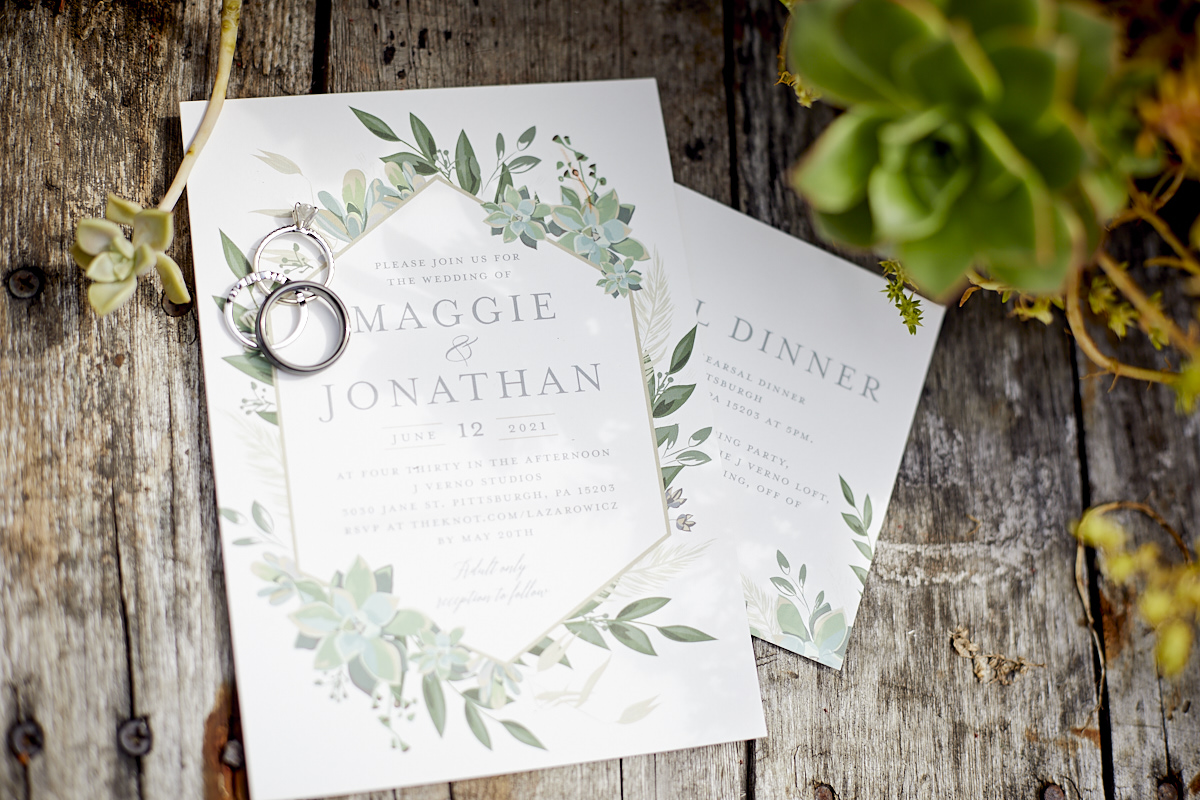 PLEASE JOIN US FOR
THE WEDDING OF
MAGGIE
&
JONATHAN
JUNE 12 2021
AT FOUR THIRTY IN THE AFTERNOON
J VERNO STUDIOS
3030 JANE ST. PITTSBURGH, PA 15203
RSVP AT THEKNOT.COM/LAZAROWICZ
BY MAY 20TH
Adult only
reception to follow
L DINNER
EARSAL DINNER
TSBURGH
PA 15203 AT 5PM.
ING PARTY,
E J VERNO LOFT,
ING, OFF OF